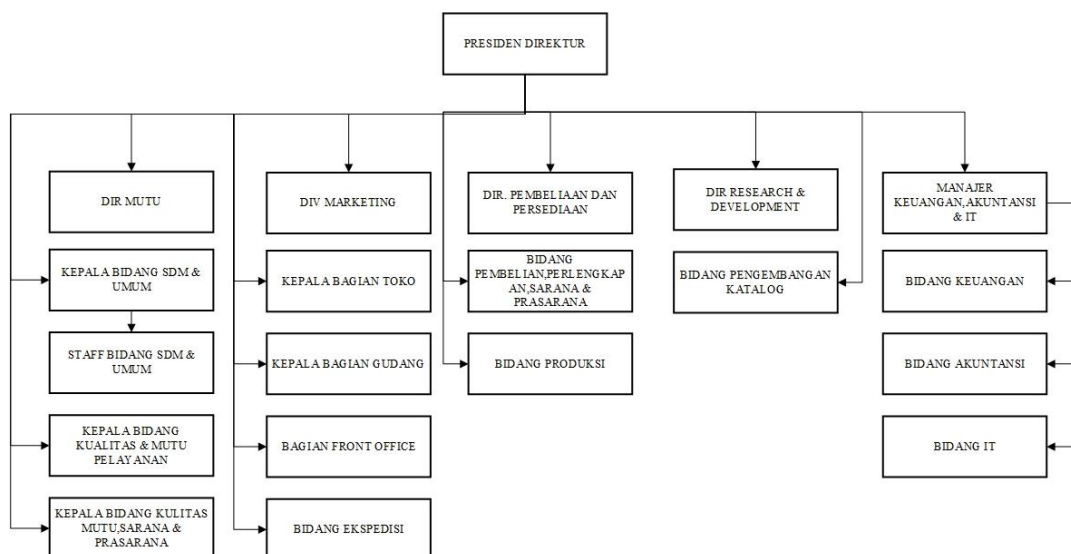 PRESIDEN DIREKTUR
DIR MUTU
DIV MARKETING
DIR. PEMBELIAAN DAN
PERSEDIAAN
DIR RESEARCH &
DEVELOPMENT
MANAJER
KEUANGAN,AKUNTANSI
& IT
KEPALA BIDANG SDM &
UMUM
KEPALA BAGIAN TOKO
BIDANG
PEMBELIAN,PERLENGKAP
AN,SARANA &
PRASARANA
BIDANG PENGEMBANGAN
KATALOG
BIDANG KEUANGAN
STAFF BIDANG SDM &
UMUM
KEPALA BAGIAN GUDANG
BIDANG PRODUKSI
BIDANG AKUNTANSI
KEPALA BIDANG
KUALITAS & MUTU
PELAYANAN
BAGIAN FRONT OFFICE
BIDANG IT
KEPALA BIDANG KULITAS
MUTU,SARANA &
PRASARANA
BIDANG EKSPEDISI